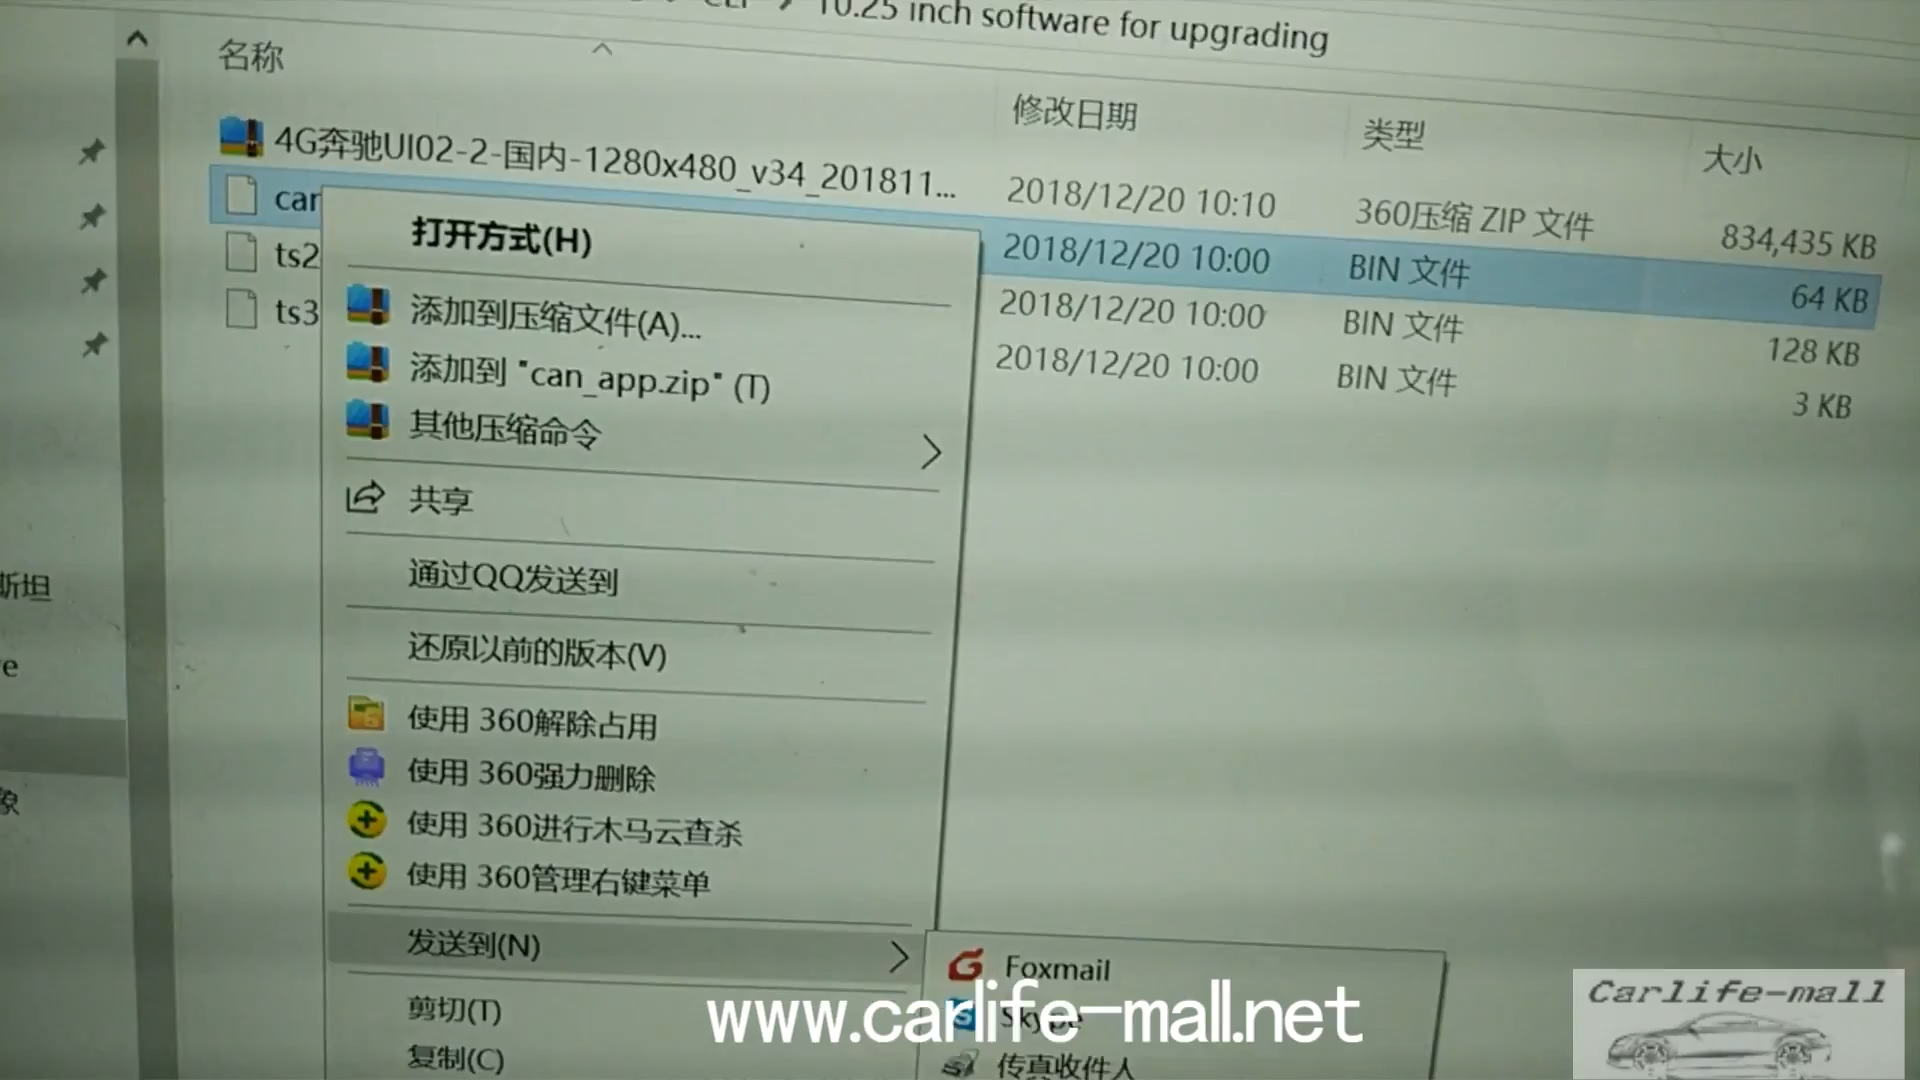 10.25 inch software for upgrading
名称
修改日期
类型
大小
4G奔驰UI02-2-国内-1280x480_v34_201811...
2018/12/20 10:10
360压缩 ZIP 文件
834,435 KB
can
2018/12/20 10:00
BIN 文件
64 KB
ts2
2018/12/20 10:00
BIN 文件
128 KB
ts3
2018/12/20 10:00
BIN 文件
3 KB
打开方式(H)
添加到压缩文件(A)...
添加到 "can_app.zip" (T)
其他压缩命令
共享
通过QQ发送到
还原以前的版本(V)
使用 360解除占用
使用 360强力删除
使用 360进行木马云查杀
使用 360管理右键菜单
发送到(N)
剪切(T)
复制(C)
Foxmail
Skype
传真收件人
斯坦
www.carlife-mall.net
Carlife-mall